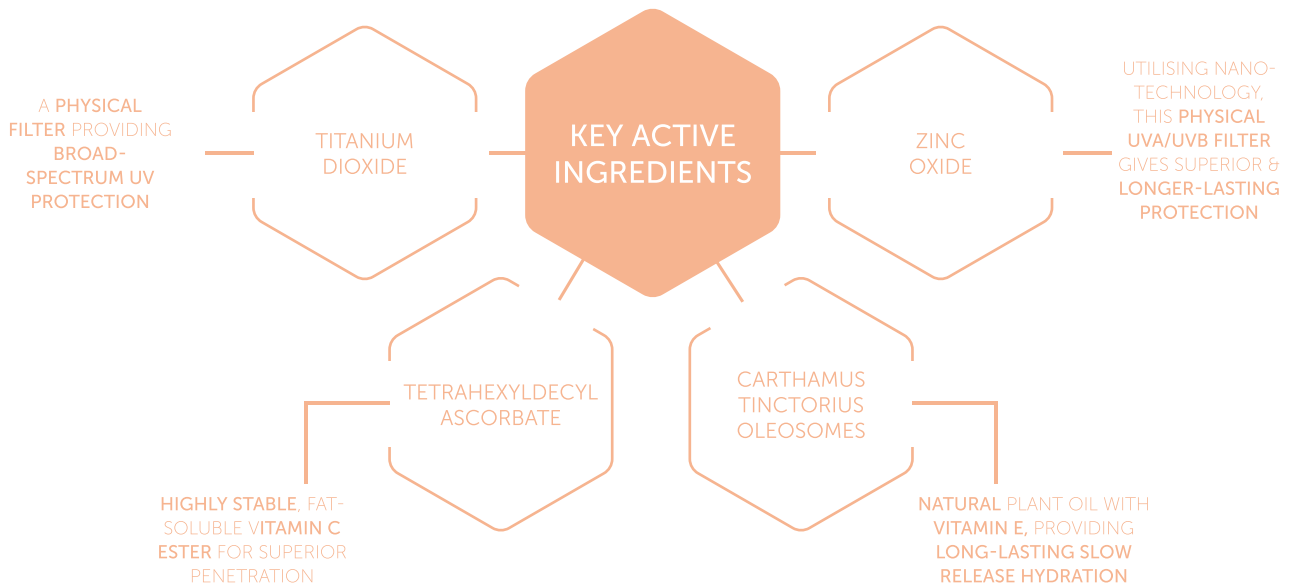 KEY ACTIVE
INGREDIENTS
TITANIUM
DIOXIDE
A PHYSICAL
FILTER PROVIDING
BROAD-
SPECTRUM UV
PROTECTION
ZINC
OXIDE
UTILISING NANO-
TECHNOLOGY,
THIS PHYSICAL
UVA/UVB FILTER
GIVES SUPERIOR &
LONGER-LASTING
PROTECTION
TETRAHEXYLDECYL
ASCORBATE
HIGHLY STABLE, FAT-
SOLUBLE VITAMIN C
ESTER FOR SUPERIOR
PENETRATION
CARTHAMUS
TINCTORIUS
OLEOSOMES
NATURAL PLANT OIL WITH
VITAMIN E, PROVIDING
LONG-LASTING SLOW
RELEASE HYDRATION